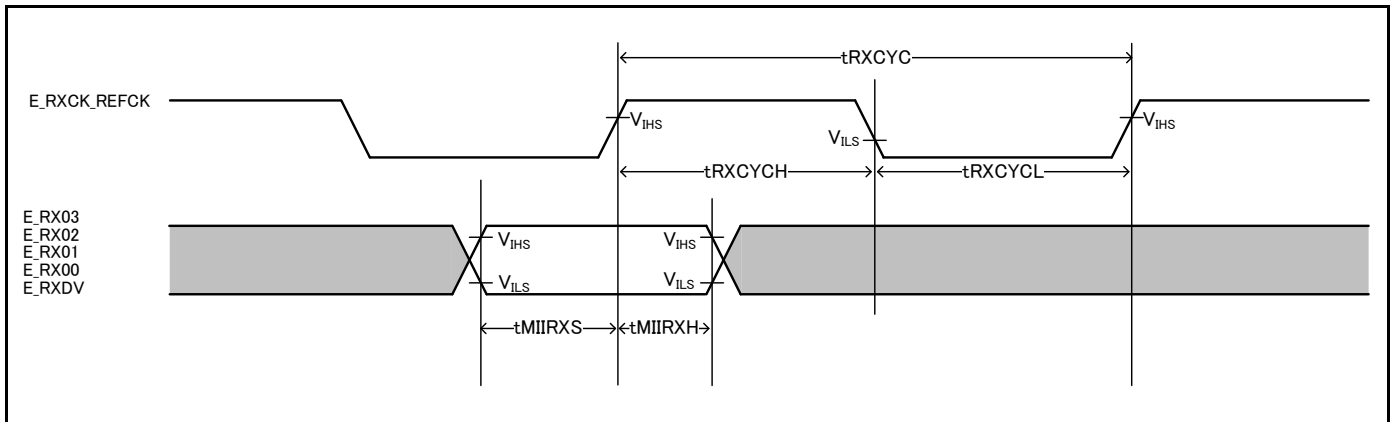 tRXCYC
E_RXCK_REFCK
VIHS
VILS
VIHS
tRXCYCH
tRXCYCL
E_RX03
E_RX02
E_RX01
E_RX00
E_RXDV
VIHS
VIHS
VILS
VILS
tMIIRXS
tMIIRXH